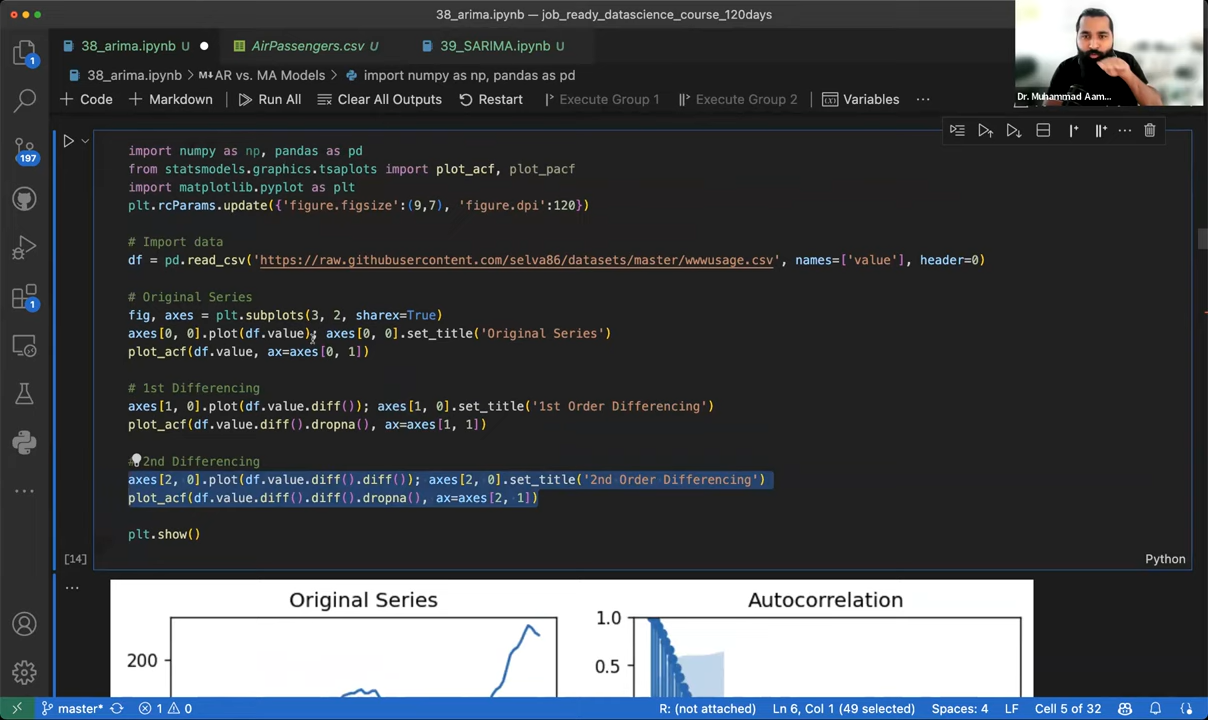 38_arima.ipynb — job_ready_datascience_course_120days
38_arima.ipynb U
AirPassengers.csv U
39_SARIMA.ipynb U
38_arima.ipynb > M↓AR vs. MA Models > import numpy as np, pandas as pd
+ Code + Markdown Run All Clear All Outputs Restart Execute Group 1 Execute Group 2 Variables ...
Dr. Muhammad Aam...
import numpy as np, pandas as pd
from statsmodels.graphics.tsaplots import plot_acf, plot_pacf
import matplotlib.pyplot as plt
plt.rcParams.update({'figure.figsize':(9,7), 'figure.dpi':120})
# Import data
df = pd.read_csv('https://raw.githubusercontent.com/selva86/datasets/master/wwwusage.csv', names=['value'], header=0)
# Original Series
fig, axes = plt.subplots(3, 2, sharex=True)
axes[0, 0].plot(df.value); axes[0, 0].set_title('Original Series')
plot_acf(df.value, ax=axes[0, 1])
# 1st Differencing
axes[1, 0].plot(df.value.diff()); axes[1, 0].set_title('1st Order Differencing')
plot_acf(df.value.diff().dropna(), ax=axes[1, 1])
# 2nd Differencing
axes[2, 0].plot(df.value.diff().diff()); axes[2, 0].set_title('2nd Order Differencing')
plot_acf(df.value.diff().diff().dropna(), ax=axes[2, 1])
plt.show()
[14]
Python
Original Series
Autocorrelation
200
1.0
0.5
1
197
1
master* 1 0 R: (not attached) Ln 6, Col 1 (49 selected) Spaces: 4 LF Cell 5 of 32